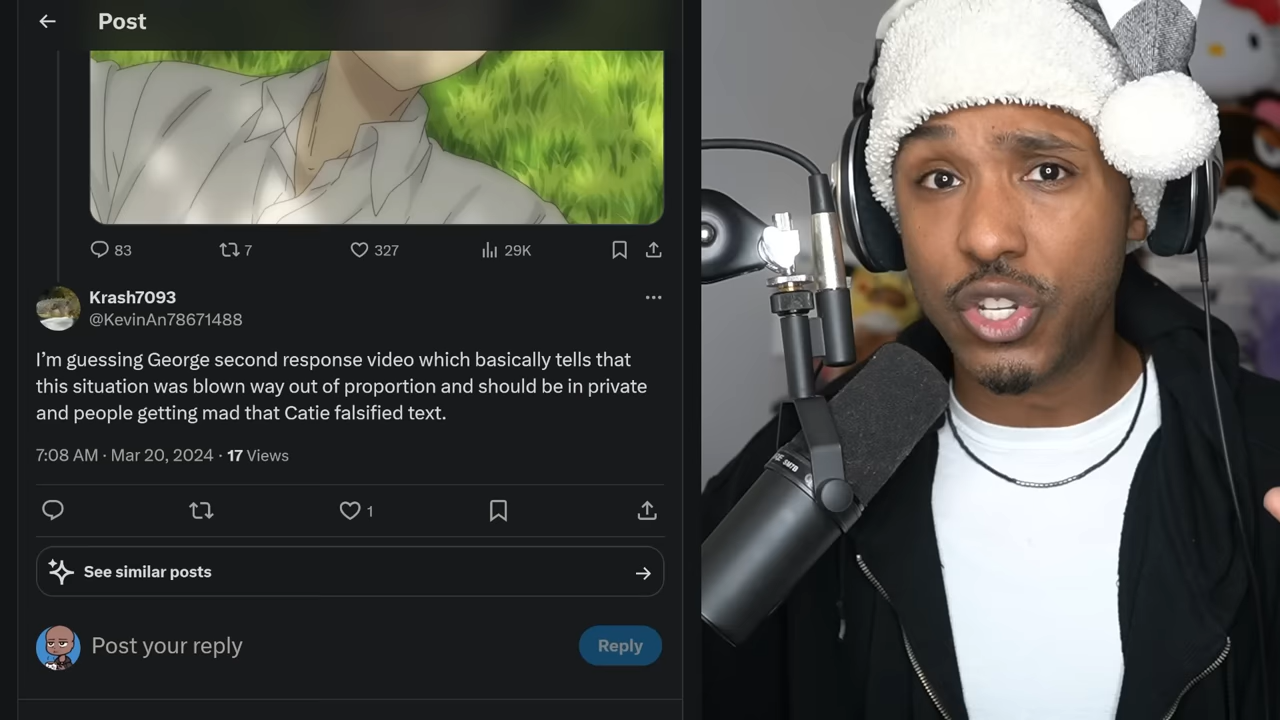 Post
83
7
327
29K
Krash7093
@KevinAn78671488
I’m guessing George second response video which basically tells that
this situation was blown way out of proportion and should be in private
and people getting mad that Catie falsified text.
7:08 AM · Mar 20, 2024 · 17 Views
1
See similar posts
Post your reply
Reply
SM7B